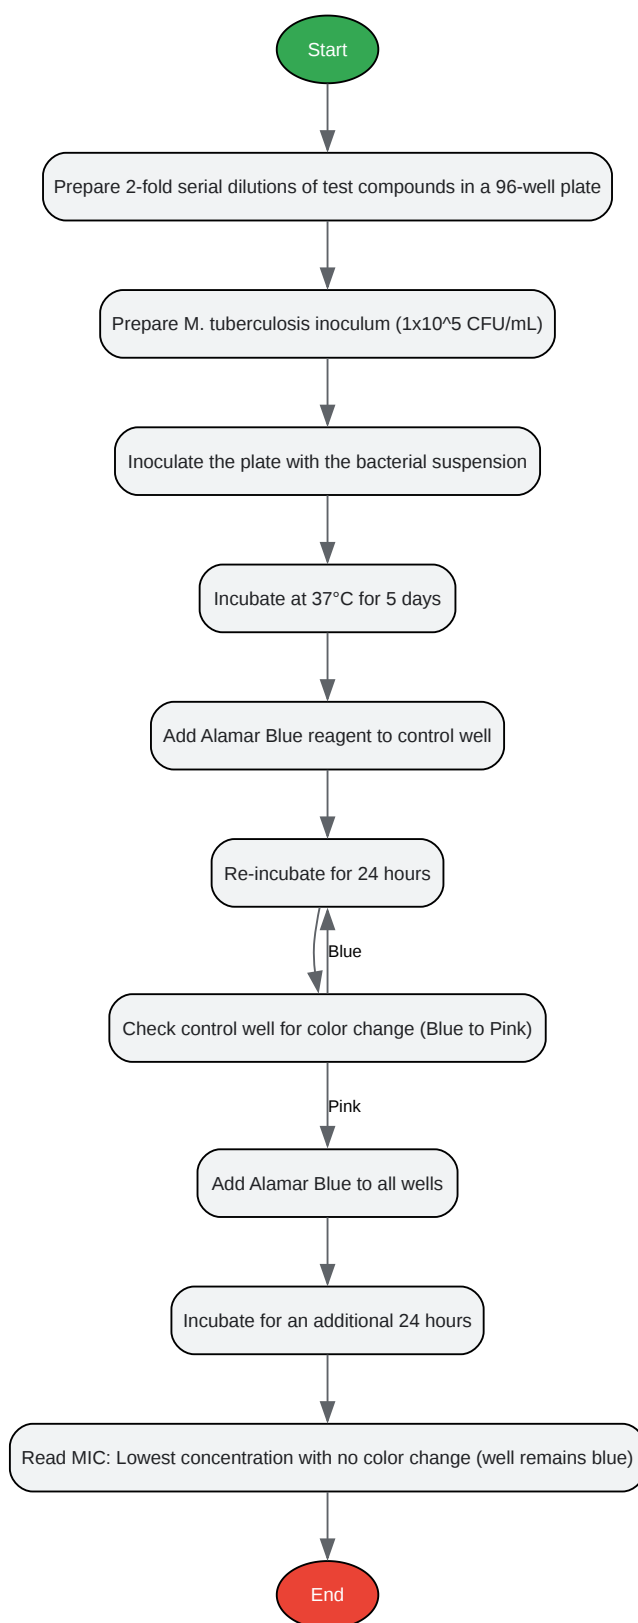 Start
Prepare 2-fold serial dilutions of test compounds in a 96-well plate
Prepare M. tuberculosis inoculum (1x10^5 CFU/mL)
Inoculate the plate with the bacterial suspension
Incubate at 37°C for 5 days
Add Alamar Blue reagent to control well
Re-incubate for 24 hours
Blue
Check control well for color change (Blue to Pink)
Pink
Add Alamar Blue to all wells
Incubate for an additional 24 hours
Read MIC: Lowest concentration with no color change (well remains blue)
End